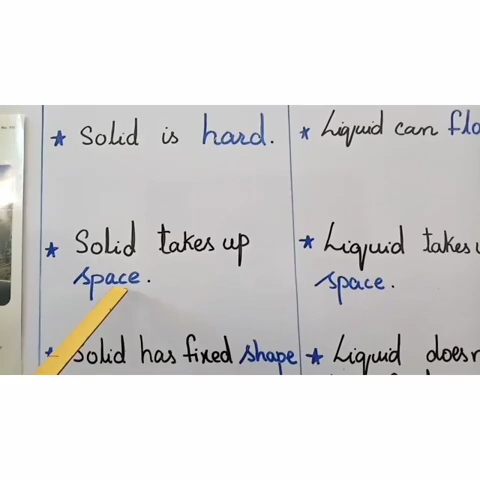 ★ Solid is hard.
★ Liquid can flo
★ Solid takes up
space.
★ Liquid takes u
space.
★ Solid has fixed shape
★ Liquid does